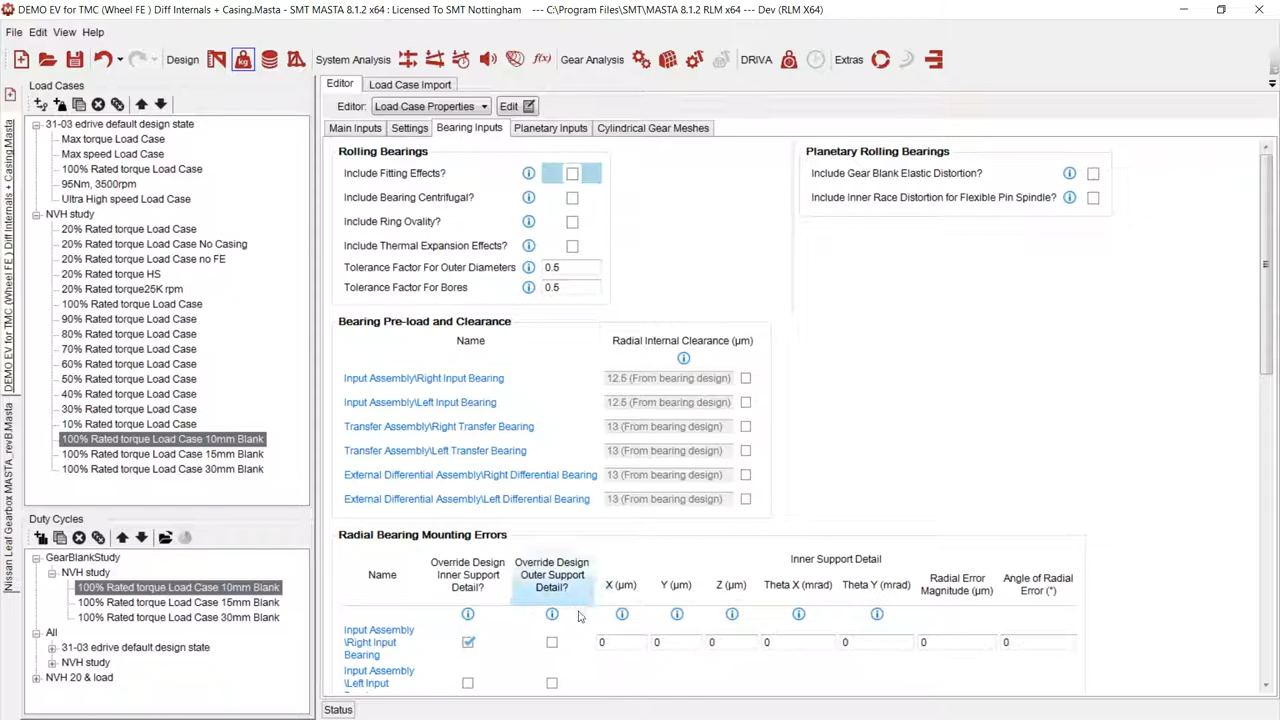 DEMO EV for TMC (Wheel FE ) Diff Internals + Casing.Masta - SMT MASTA 8.1.2 x64 : Licensed To SMT Nottingham --- C:\Program Files\SMT\MASTA 8.1.2 RLM X64 --- Dev (RLM X64)
File Edit View Help
Design System Analysis f(x) Gear Analysis DRIVA Extras
Load Cases
31-03 edrive default design state
Max torque Load Case
Max speed Load Case
100% Rated torque Load Case
95Nm, 3500rpm
Ultra High speed Load Case
NVH study
20% Rated torque Load Case
20% Rated torque Load Case No Casing
20% Rated torque Load Case no FE
20% Rated torque HS
20% Rated torque25K rpm
100% Rated torque Load Case
90% Rated torque Load Case
80% Rated torque Load Case
70% Rated torque Load Case
60% Rated torque Load Case
50% Rated torque Load Case
40% Rated torque Load Case
30% Rated torque Load Case
10% Rated torque Load Case
100% Rated torque Load Case 10mm Blank
100% Rated torque Load Case 15mm Blank
100% Rated torque Load Case 30mm Blank
DEMO EV for TMC (Wheel FE ) Diff Internals + Casing.Masta
Nissan Leaf Gearbox MASTA_revB.Masta
Duty Cycles
GearBlankStudy
NVH study
100% Rated torque Load Case 10mm Blank
100% Rated torque Load Case 15mm Blank
100% Rated torque Load Case 30mm Blank
All
31-03 edrive default design state
NVH study
NVH 20 & load
Editor Load Case Import
Editor: Load Case Properties Edit
Main Inputs Settings Bearing Inputs Planetary Inputs Cylindrical Gear Meshes
Rolling Bearings
Include Fitting Effects?
Include Bearing Centrifugal?
Include Ring Ovality?
Include Thermal Expansion Effects?
Tolerance Factor For Outer Diameters 0.5
Tolerance Factor For Bores 0.5
Planetary Rolling Bearings
Include Gear Blank Elastic Distortion?
Include Inner Race Distortion for Flexible Pin Spindle?
Bearing Pre-load and Clearance
Name Radial Internal Clearance (µm)
Input Assembly\Right Input Bearing 12.5 (From bearing design)
Input Assembly\Left Input Bearing 12.5 (From bearing design)
Transfer Assembly\Right Transfer Bearing 13 (From bearing design)
Transfer Assembly\Left Transfer Bearing 13 (From bearing design)
External Differential Assembly\Right Differential Bearing 13 (From bearing design)
External Differential Assembly\Left Differential Bearing 13 (From bearing design)
Radial Bearing Mounting Errors
Inner Support Detail
Name
Override Design
Inner Support
Detail?
Override Design
Outer Support
Detail?
X (µm) Y (µm) Z (µm) Theta X (mrad) Theta Y (mrad)
Radial Error
Magnitude (µm)
Angle of Radial
Error (°)
Input Assembly
\Right Input
Bearing
0 0 0 0 0 0 0
Input Assembly
\Left Input
Status